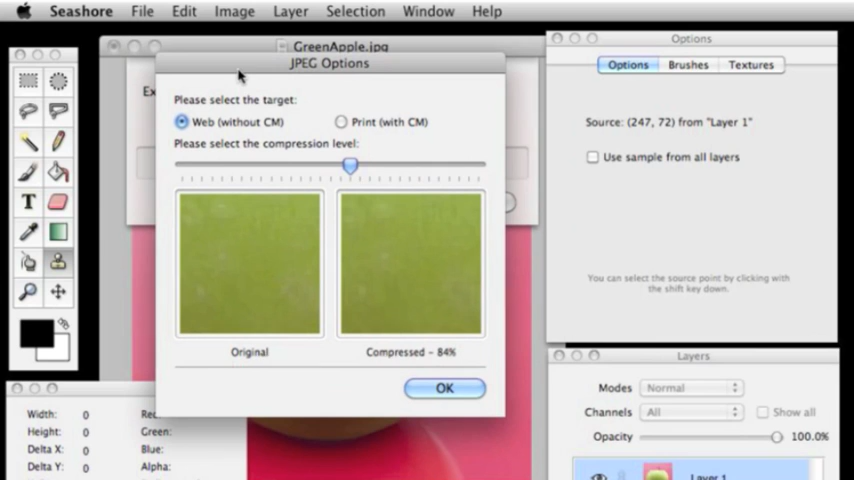 Seashore File Edit Image Layer Selection Window Help
GreenApple.jpg
JPEG Options
Please select the target:
Web (without CM) Print (with CM)
Please select the compression level:
Original
Compressed - 84%
OK
Options
Options Brushes Textures
Source: (247, 72) from "Layer 1"
Use sample from all layers
You can select the source point by clicking with
the shift key down.
T
Width: 0
Height: 0
Delta X: 0
Delta Y: 0
Green:
Blue:
Alpha:
Layers
Modes Normal
Channels All Show all
Opacity 100.0%
Layer 1